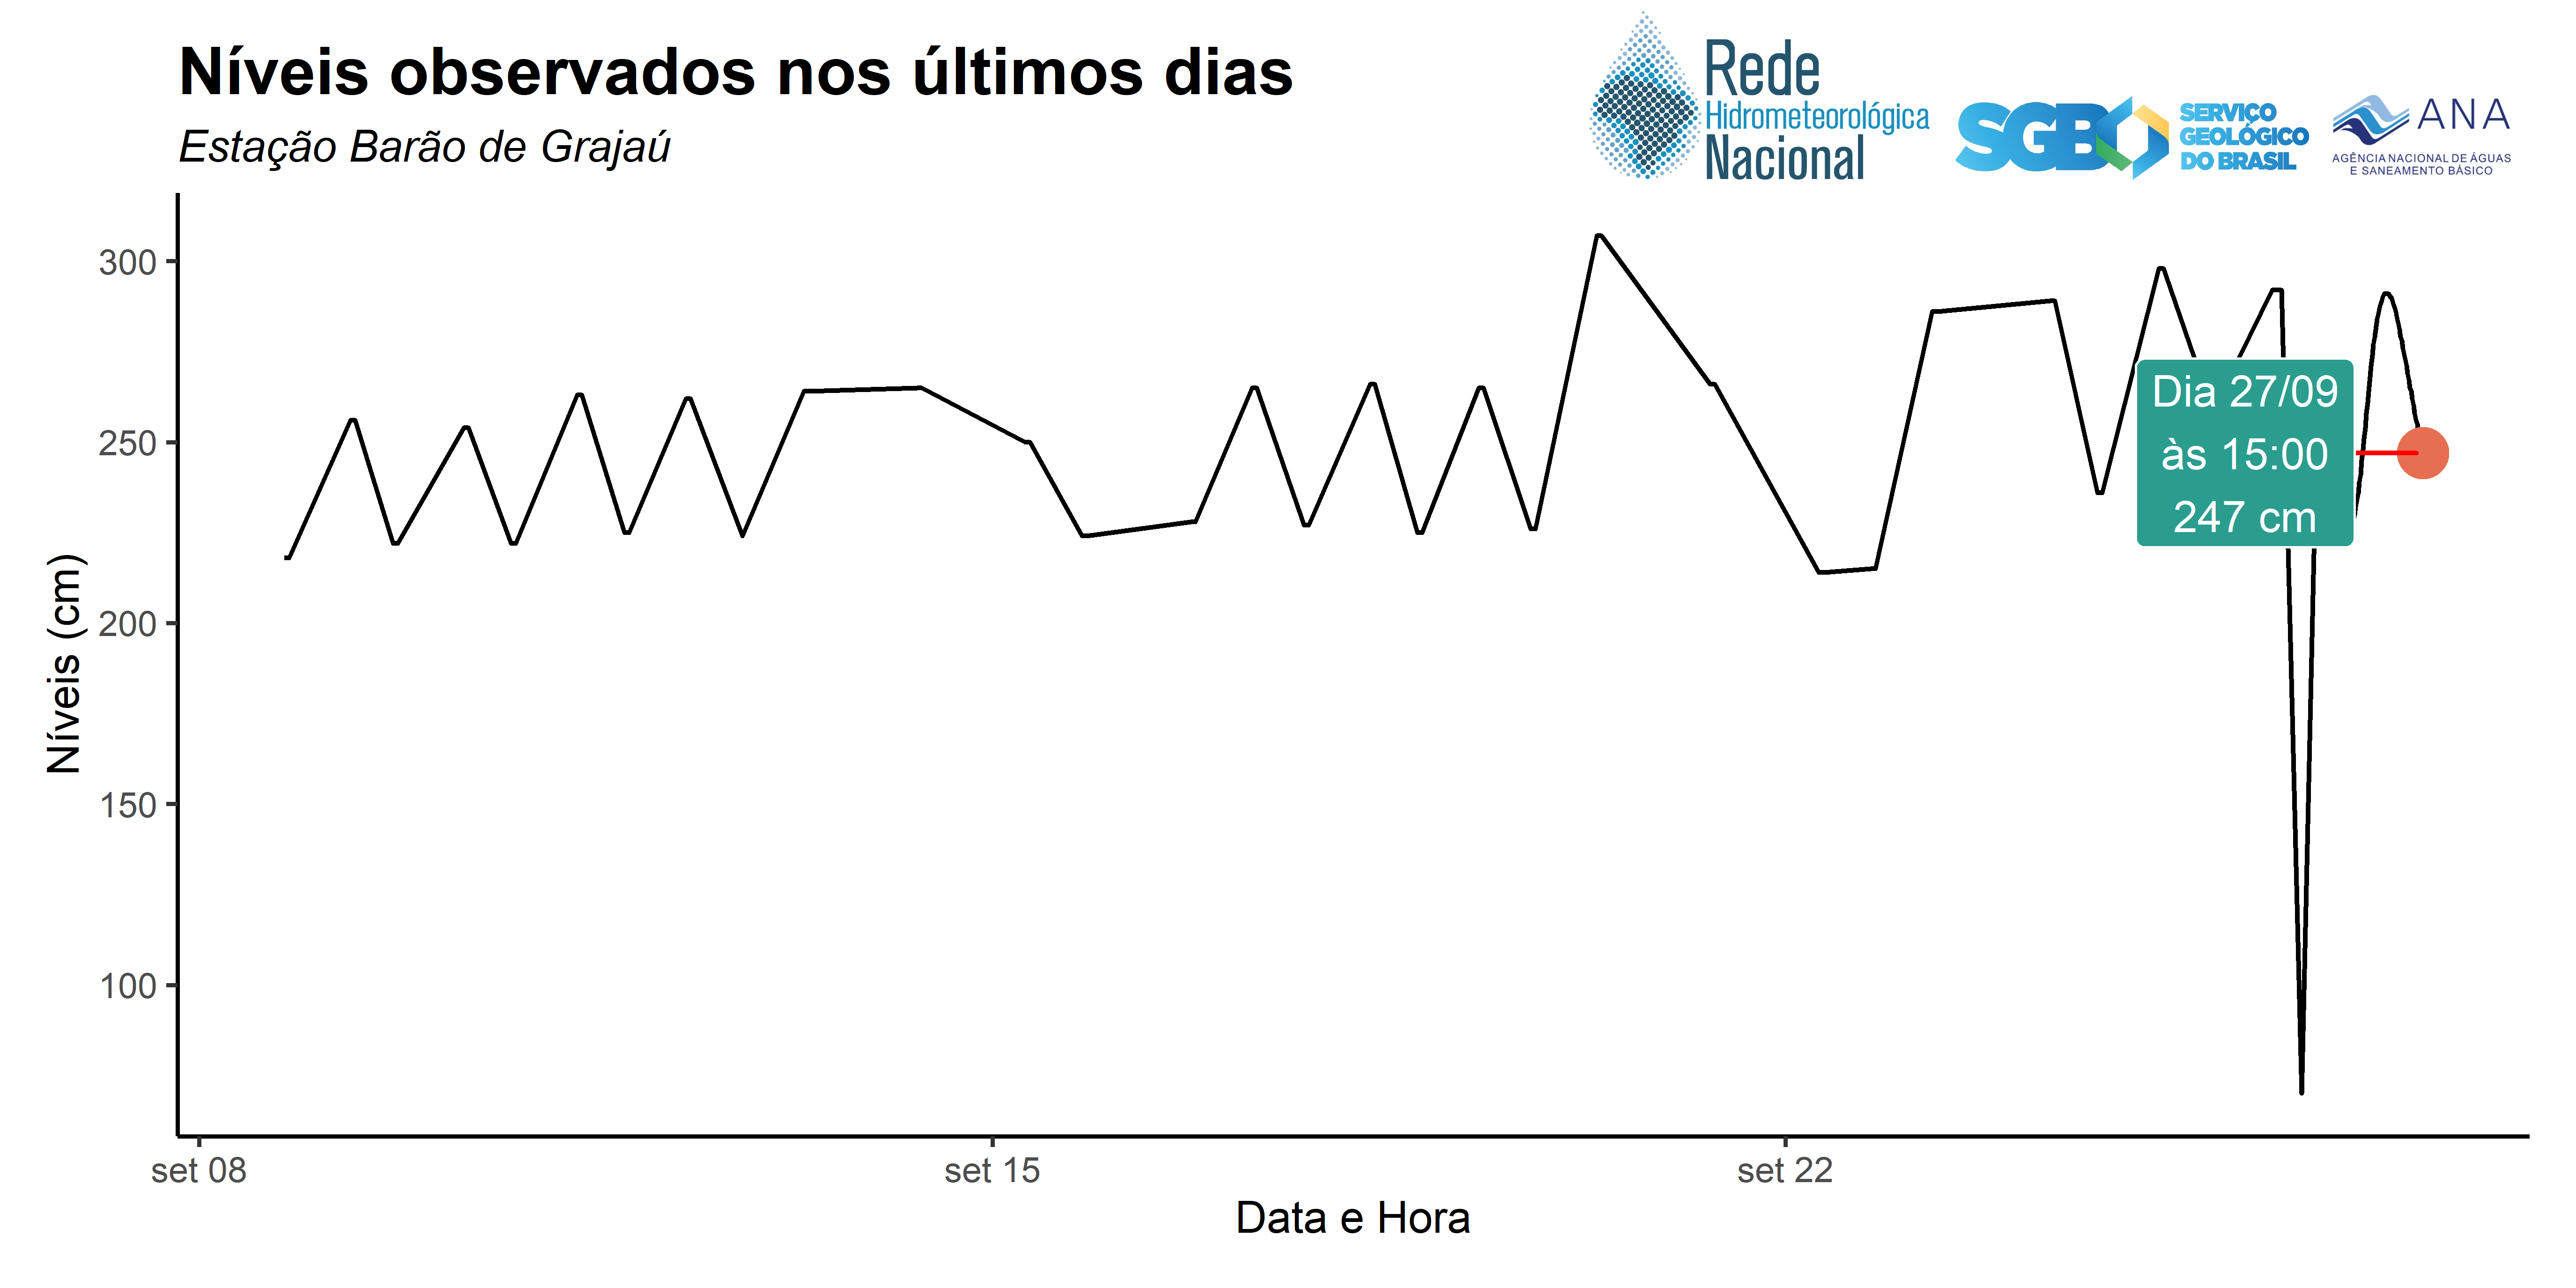 Níveis observados nos últimos dias
Estação Barão de Grajaú
Rede
Hidrometeorológica
Nacional
SGB
SERVIÇO
GEOLÓGICO
DO BRASIL
ANA
AGÊNCIA NACIONAL DE ÁGUAS
E SANEAMENTO BÁSICO
Níveis (cm)
300
250
200
150
100
Dia 27/09
às 15:00
247 cm
set 08
set 15
set 22
Data e Hora